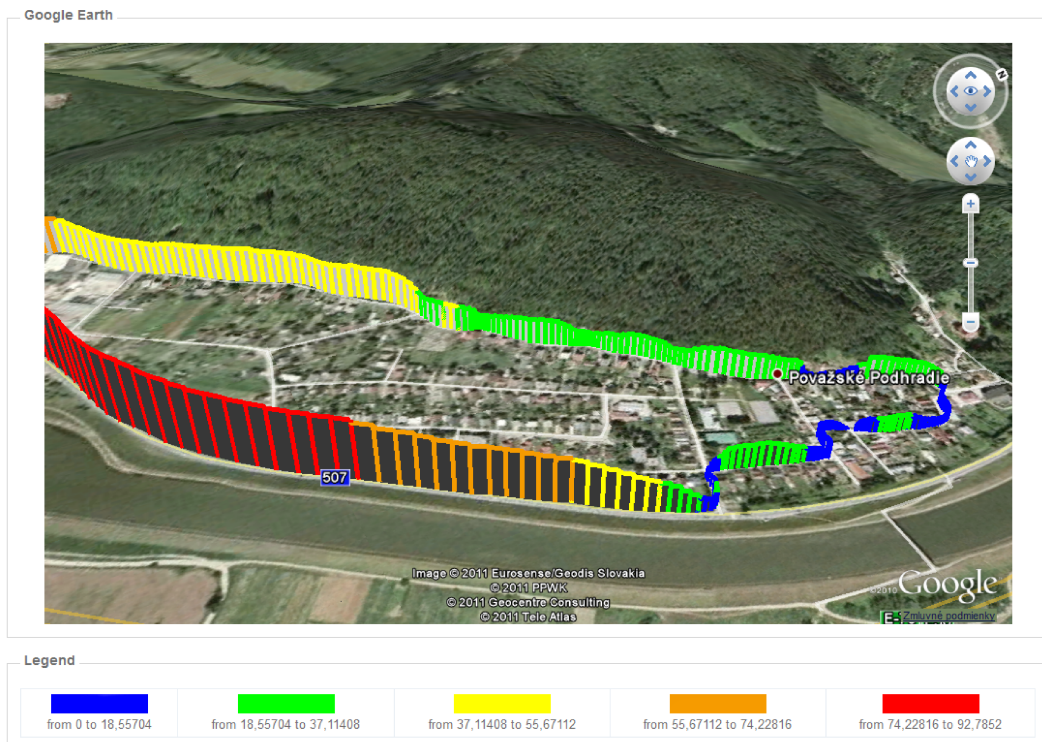 Google Earth
N
507
Považské Podhradie
Image © 2011 Eurosense/Geodis Slovakia
© 2011 PPWK
© 2011 Geocentre Consulting
© 2011 Tele Atlas
©2010 Google
Zmluvné podmienky
Legend
from 0 to 18,55704
from 18,55704 to 37,11408
from 37,11408 to 55,67112
from 55,67112 to 74,22816
from 74,22816 to 92,7852